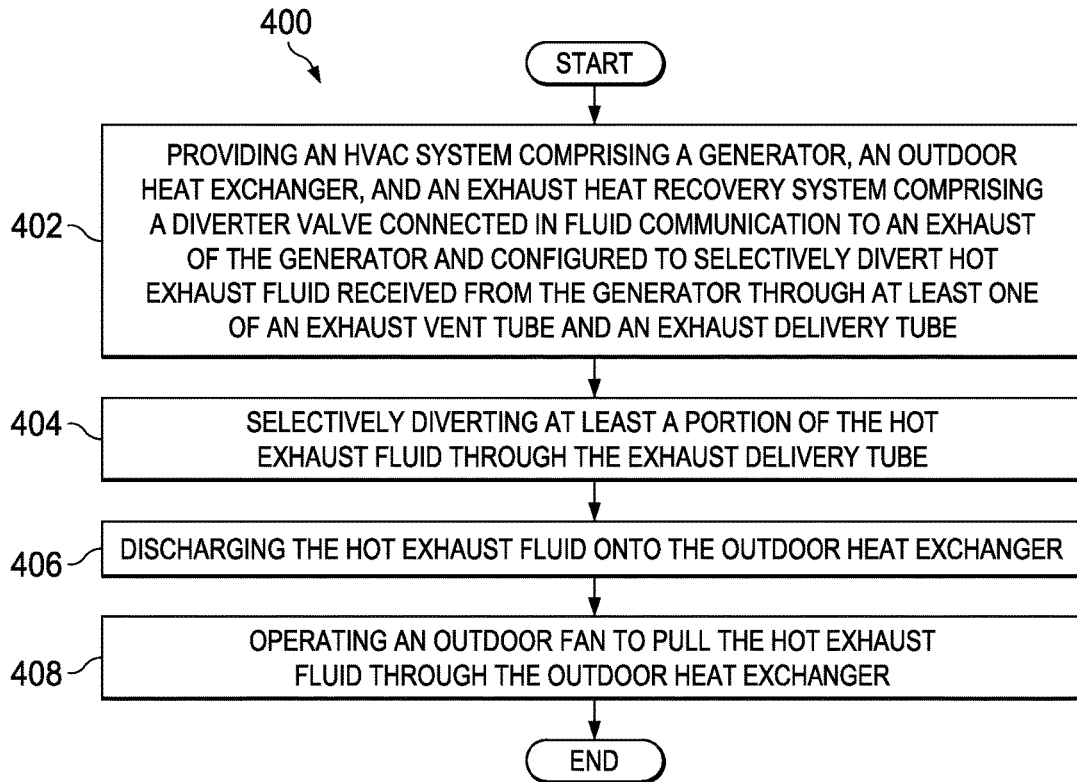 400
START
402
PROVIDING AN HVAC SYSTEM COMPRISING A GENERATOR, AN OUTDOOR
HEAT EXCHANGER, AND AN EXHAUST HEAT RECOVERY SYSTEM COMPRISING
A DIVERTER VALVE CONNECTED IN FLUID COMMUNICATION TO AN EXHAUST
OF THE GENERATOR AND CONFIGURED TO SELECTIVELY DIVERT HOT
EXHAUST FLUID RECEIVED FROM THE GENERATOR THROUGH AT LEAST ONE
OF AN EXHAUST VENT TUBE AND AN EXHAUST DELIVERY TUBE
404
SELECTIVELY DIVERTING AT LEAST A PORTION OF THE HOT
EXHAUST FLUID THROUGH THE EXHAUST DELIVERY TUBE
406
DISCHARGING THE HOT EXHAUST FLUID ONTO THE OUTDOOR HEAT EXCHANGER
408
OPERATING AN OUTDOOR FAN TO PULL THE HOT EXHAUST
FLUID THROUGH THE OUTDOOR HEAT EXCHANGER
END